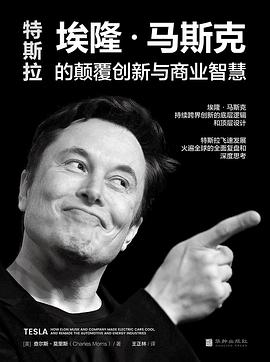 特斯拉
埃隆·马斯克
的颠覆创新与商业智慧
埃隆·马斯克
持续跨界创新的底层逻辑
和顶层设计
特斯拉飞速发展
火遍全球的全面复盘和
深度思考
TESLA
HOW ELON MUSK AND COMPANY MADE ELECTRIC CARS COOL,
AND REMADE THE AUTOMOTIVE AND ENERGY INDUSTRIES
[美]查尔斯·莫里斯（Charles Morris）著 王正林 译